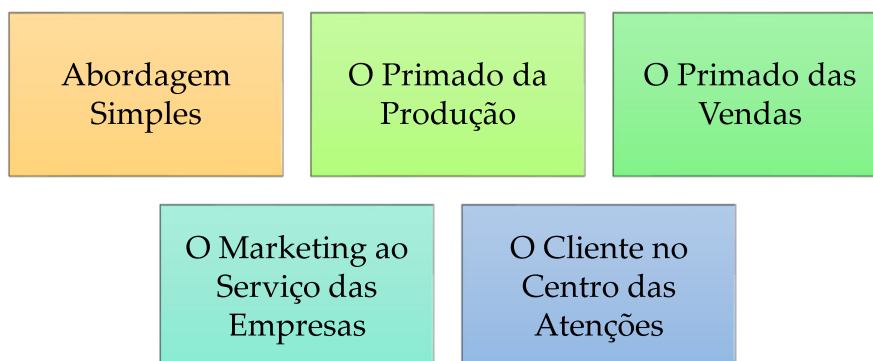 Abordagem
Simples
O Primado da
Produção
O Primado das
Vendas
O Marketing ao
Serviço das
Empresas
O Cliente no
Centro das
Atenções